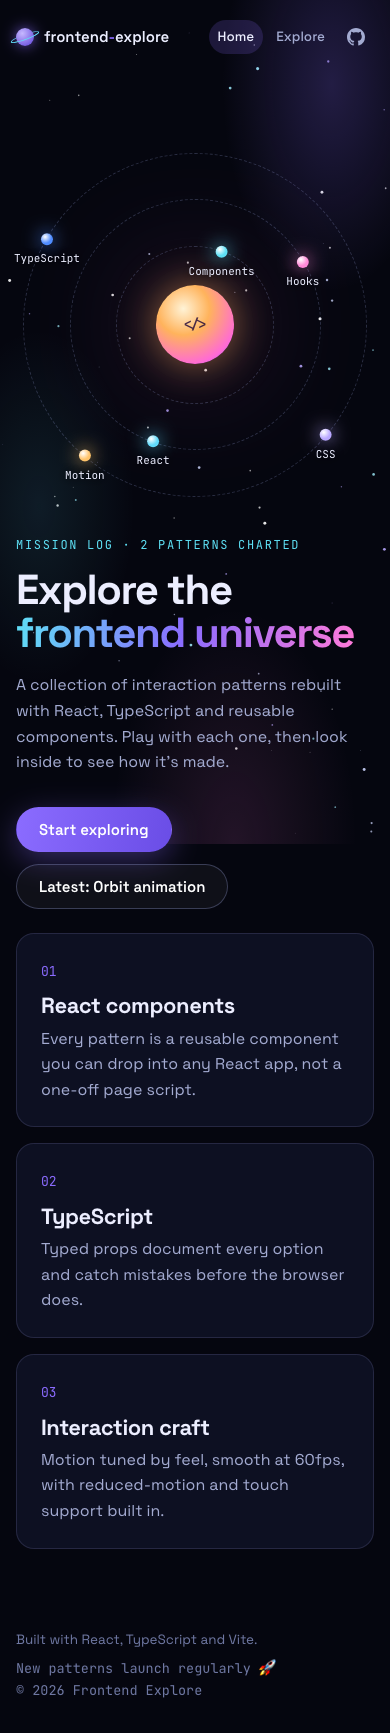 frontend-explore
Home
Explore
TypeScript
Components
Hooks
</>
React
CSS
Motion
MISSION LOG · 2 PATTERNS CHARTED
Explore the
frontend universe
A collection of interaction patterns rebuilt
with React, TypeScript and reusable
components. Play with each one, then look
inside to see how it's made.
Start exploring
Latest: Orbit animation
01
React components
Every pattern is a reusable component
you can drop into any React app, not a
one-off page script.
02
TypeScript
Typed props document every option
and catch mistakes before the browser
does.
03
Interaction craft
Motion tuned by feel, smooth at 60fps,
with reduced-motion and touch
support built in.
Built with React, TypeScript and Vite.
New patterns launch regularly 🚀
© 2026 Frontend Explore